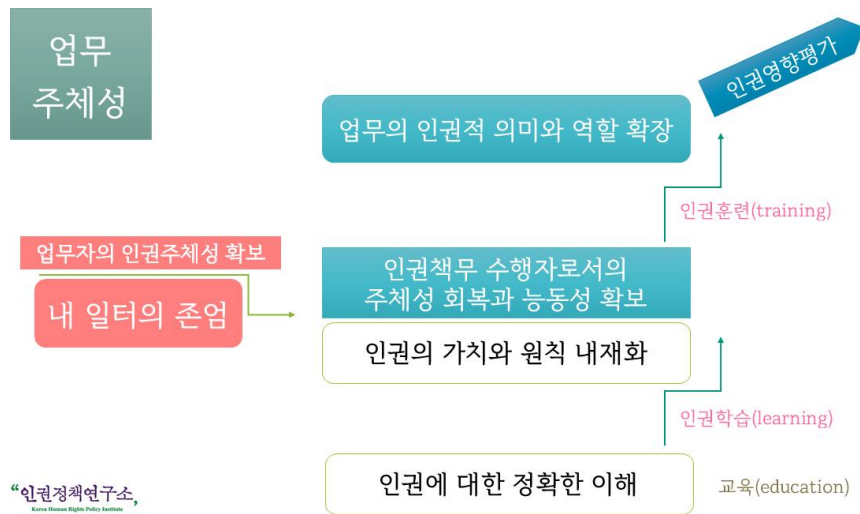 업무
주체성
인권영향평가
업무의 인권적 의미와 역할 확장
인권훈련(training)
업무자의 인권주체성 확보
내 일터의 존엄
인권책무 수행자로서의
주체성 회복과 능동성 확보
인권의 가치와 원칙 내재화
인권학습(learning)
인권에 대한 정확한 이해
교육(education)
“인권정책연구소,
Korea Human Rights Policy Institute